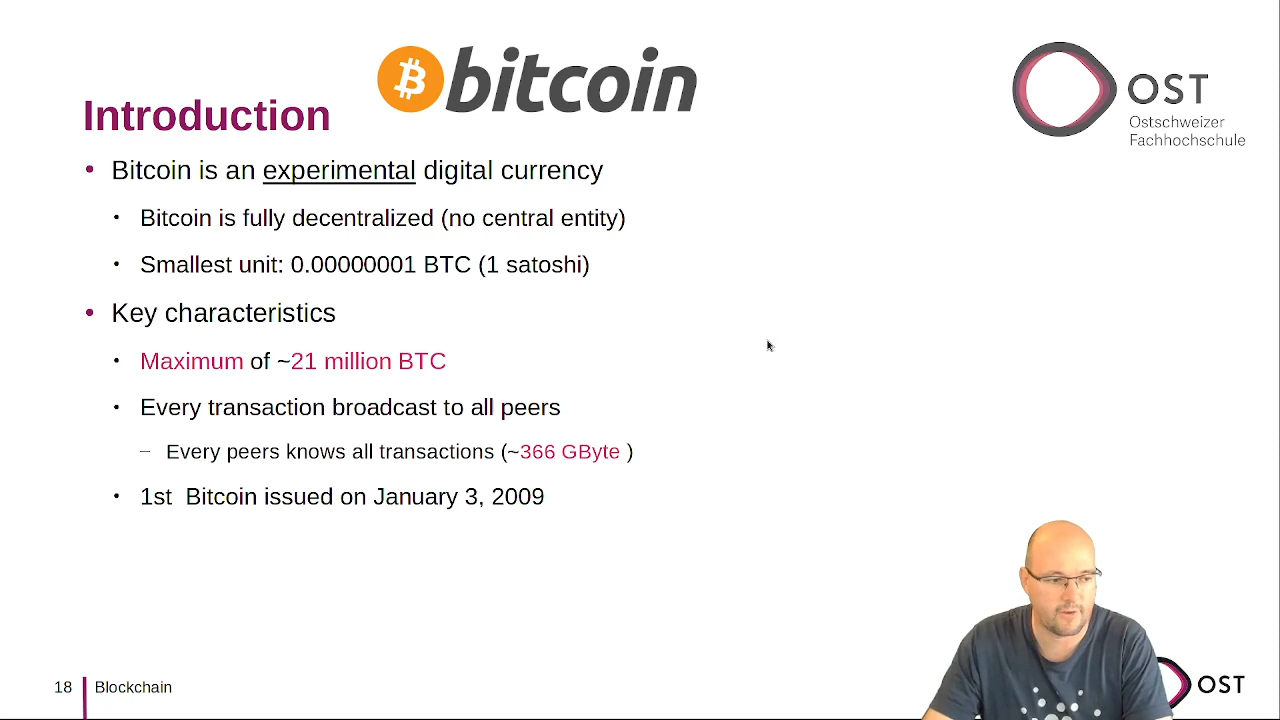 bitcoin
OST
Ostschweizer
Fachhochschule
Introduction
• Bitcoin is an experimental digital currency
• Bitcoin is fully decentralized (no central entity)
• Smallest unit: 0.00000001 BTC (1 satoshi)
• Key characteristics
• Maximum of ~21 million BTC
• Every transaction broadcast to all peers
– Every peers knows all transactions (~366 GByte )
• 1st  Bitcoin issued on January 3, 2009
18 Blockchain
OST